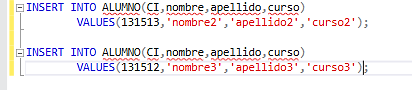 INSERT INTO ALUMNO(CI,nombre,apellido,curso)
VALUES(131513,'nombre2','apellido2','curso2');
INSERT INTO ALUMNO(CI,nombre,apellido,curso)
VALUES(131512,'nombre3','apellido3','curso3');